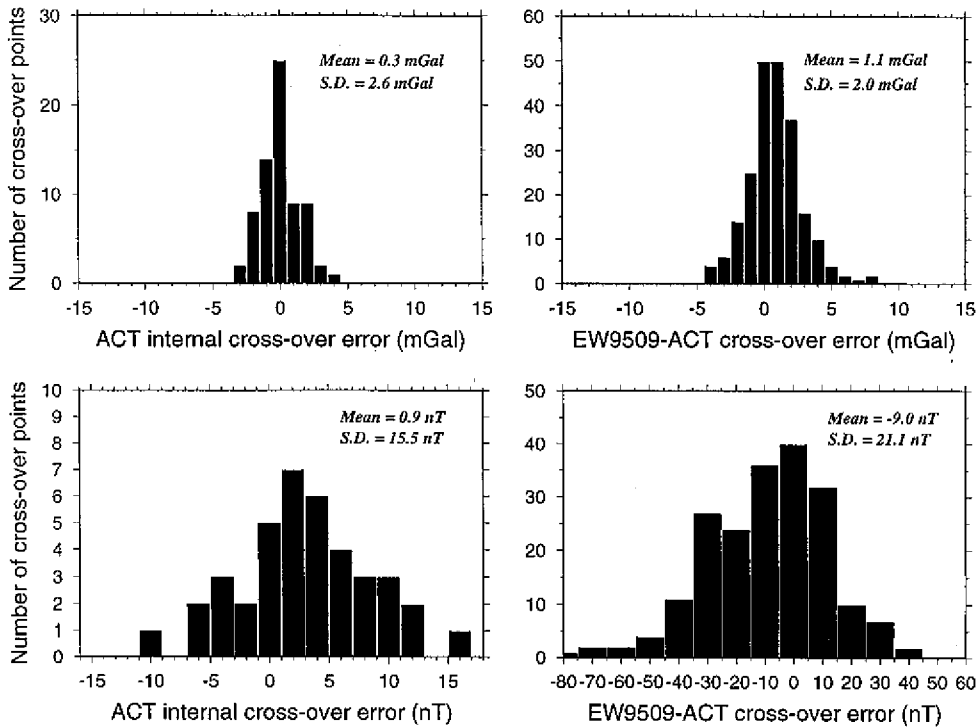 Number of cross-over points
30
20
10
0
Mean = 0.3 mGal
S.D. = 2.6 mGal
-15 -10 -5 0 5 10 15
ACT internal cross-over error (mGal)
60
50
40
30
20
10
0
Mean = 1.1 mGal
S.D. = 2.0 mGal
-15 -10 -5 0 5 10 15
EW9509-ACT cross-over error (mGal)
Number of cross-over points
10
9
8
7
6
5
4
3
2
1
0
Mean = 0.9 nT
S.D. = 15.5 nT
-15 -10 -5 0 5 10 15
ACT internal cross-over error (nT)
50
40
30
20
10
0
Mean = -9.0 nT
S.D. = 21.1 nT
-80 -70 -60 -50 -40 -30 -20 -10 0 10 20 30 40 50 60
EW9509-ACT cross-over error (nT)